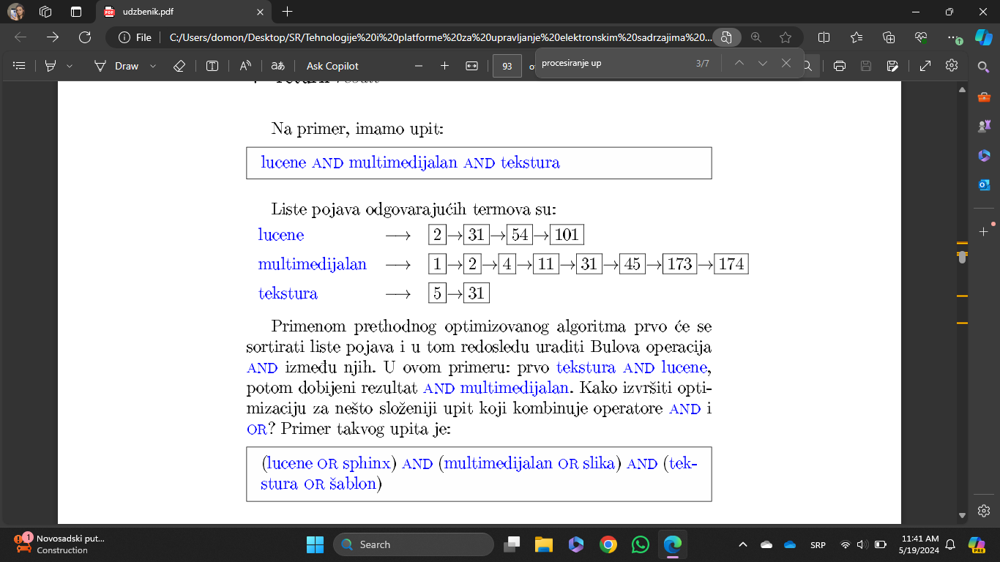 udzbenik.pdf
File
C:/Users/domon/Desktop/SR/Tehnologije%20i%20platforme%20za%20upravljanje%20elektronskim%20sadrzajima%20...
Draw
Ask Copilot
93
procesiranje up
3/7
Na primer, imamo upit:
lucene AND multimedijalan AND tekstura
Liste pojava odgovarajućih termova su:
lucene → 2 → 31 → 54 → 101
multimedijalan → 1 → 2 → 4 → 11 → 31 → 45 → 173 → 174
tekstura → 5 → 31
Primenom prethodnog optimizovanog algoritma prvo će se
sortirati liste pojava i u tom redosledu uraditi Bulova operacija
AND između njih. U ovom primeru: prvo tekstura AND lucene,
potom dobijeni rezultat AND multimedijalan. Kako izvršiti opti-
mizaciju za nešto složeniji upit koji kombinuje operatore AND i
OR? Primer takvog upita je:
(lucene OR sphinx) AND (multimedijalan OR slika) AND (tek-
stura OR šablon)
1
Novosadski put...
Construction
Search
SRP
11:41 AM
5/19/2024
PRE